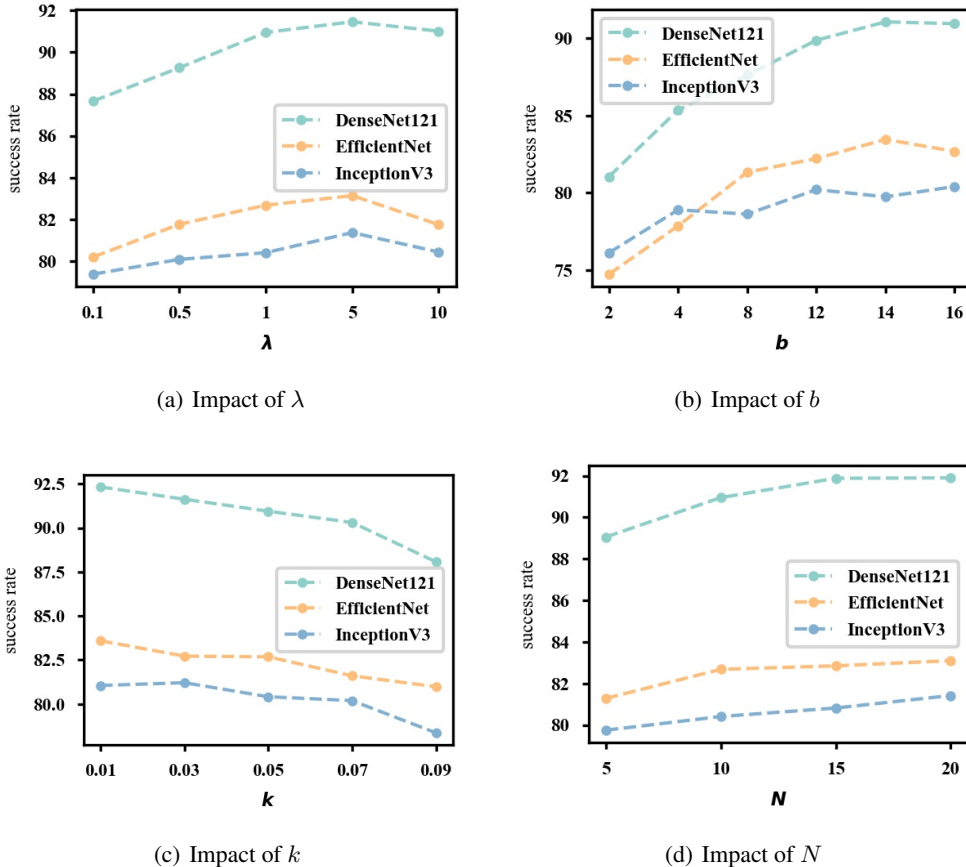 92
90
88
86
84
82
80
success rate
DenseNet121
EfficientNet
InceptionV3
0.1 0.5 1 5 10
λ
(a) Impact of λ
90
85
80
75
success rate
DenseNet121
EfficientNet
InceptionV3
2 4 8 12 14 16
b
(b) Impact of b
92.5
90.0
87.5
85.0
82.5
80.0
success rate
DenseNet121
EfficientNet
InceptionV3
0.01 0.03 0.05 0.07 0.09
k
(c) Impact of k
92
90
88
86
84
82
80
success rate
DenseNet121
EfficientNet
InceptionV3
5 10 15 20
N
(d) Impact of N